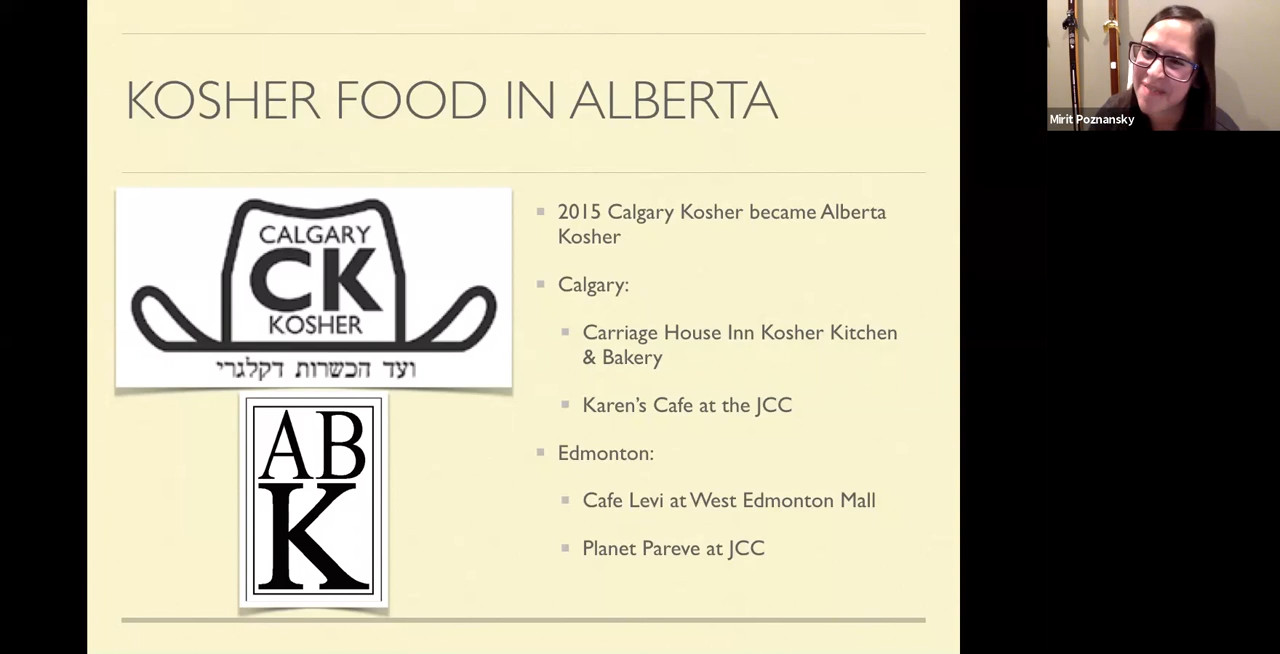 KOSHER FOOD IN ALBERTA
CALGARY
CK
KOSHER
ועד הכשרות דקלגרי
AB
K
2015 Calgary Kosher became Alberta
Kosher
Calgary:
Carriage House Inn Kosher Kitchen
& Bakery
Karen's Cafe at the JCC
Edmonton:
Cafe Levi at West Edmonton Mall
Planet Pareve at JCC
Mirit Poznansky